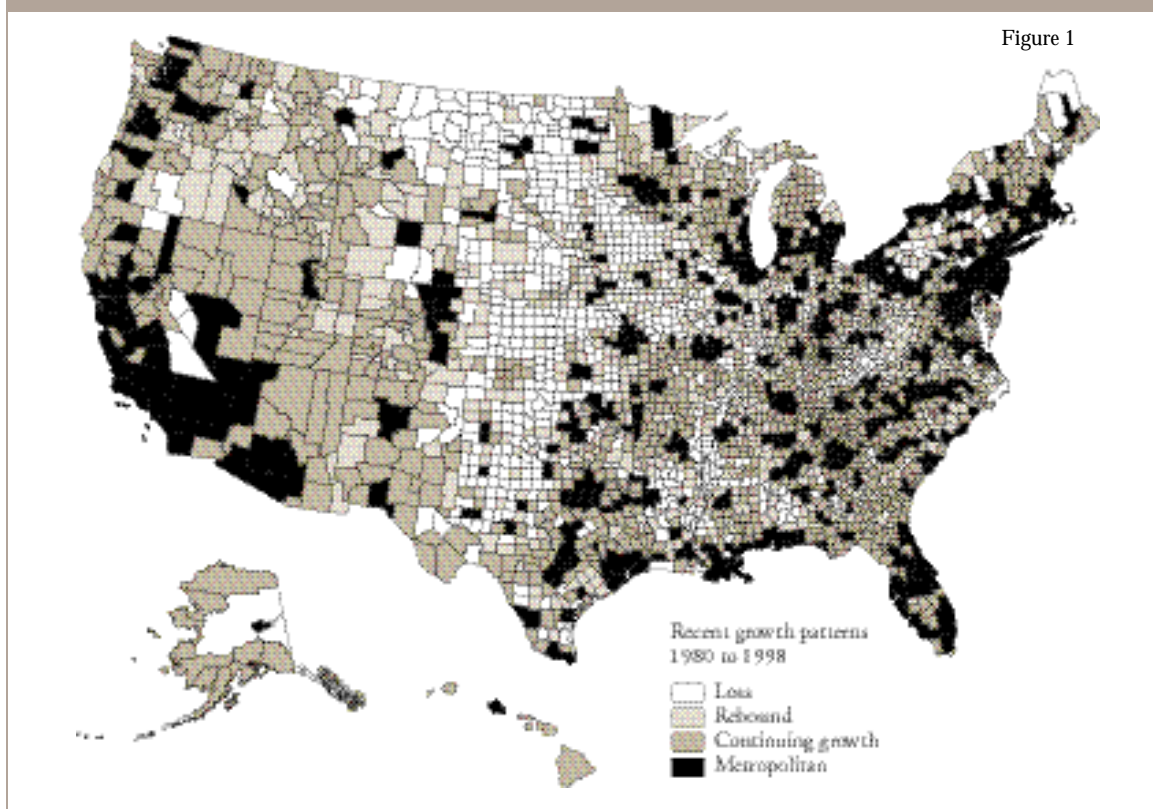 Figure 1
Recent growth patterns
1980 to 1998
Loss
Rebound
Continuing growth
Metropolitan